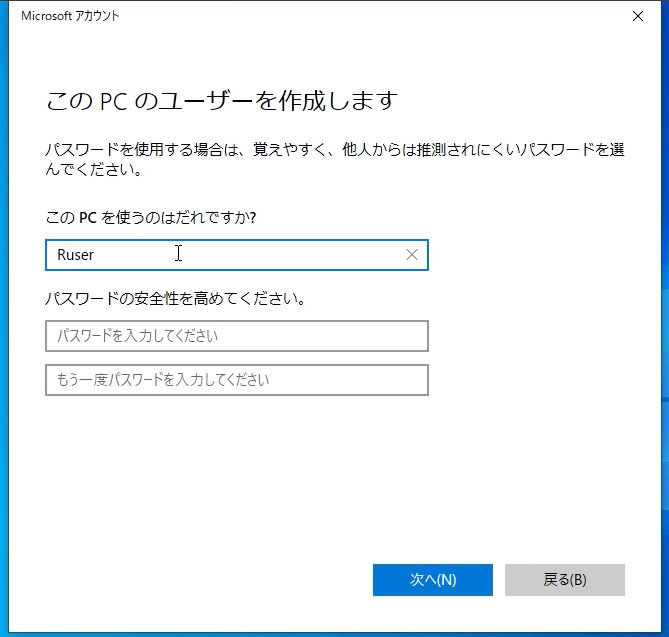 Microsoft アカウント
この PC のユーザーを作成します
パスワードを使用する場合は、覚えやすく、他人からは推測されにくいパスワードを選
んでください。
この PC を使うのはだれですか?
Ruser
パスワードの安全性を高めてください。
パスワードを入力してください
もう一度パスワードを入力してください
次へ(N)
戻る(B)